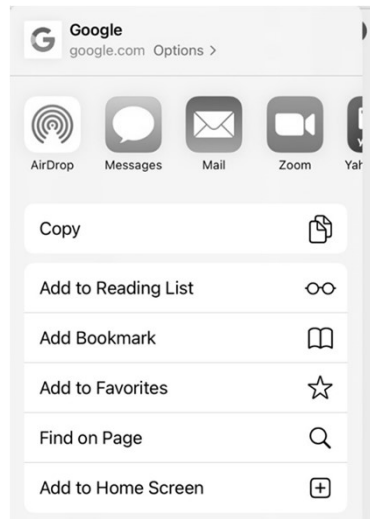 Google
google.com Options >
AirDrop Messages Mail Zoom Yah
Copy
Add to Reading List
Add Bookmark
Add to Favorites
Find on Page
Add to Home Screen